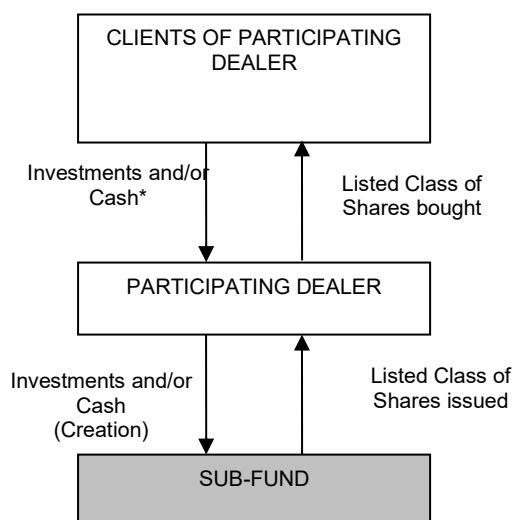 CLIENTS OF PARTICIPATING
DEALER
Investments and/or
Cash*
Listed Class of
Shares bought
PARTICIPATING DEALER
Investments and/or
Cash
(Creation)
Listed Class of
Shares issued
SUB-FUND